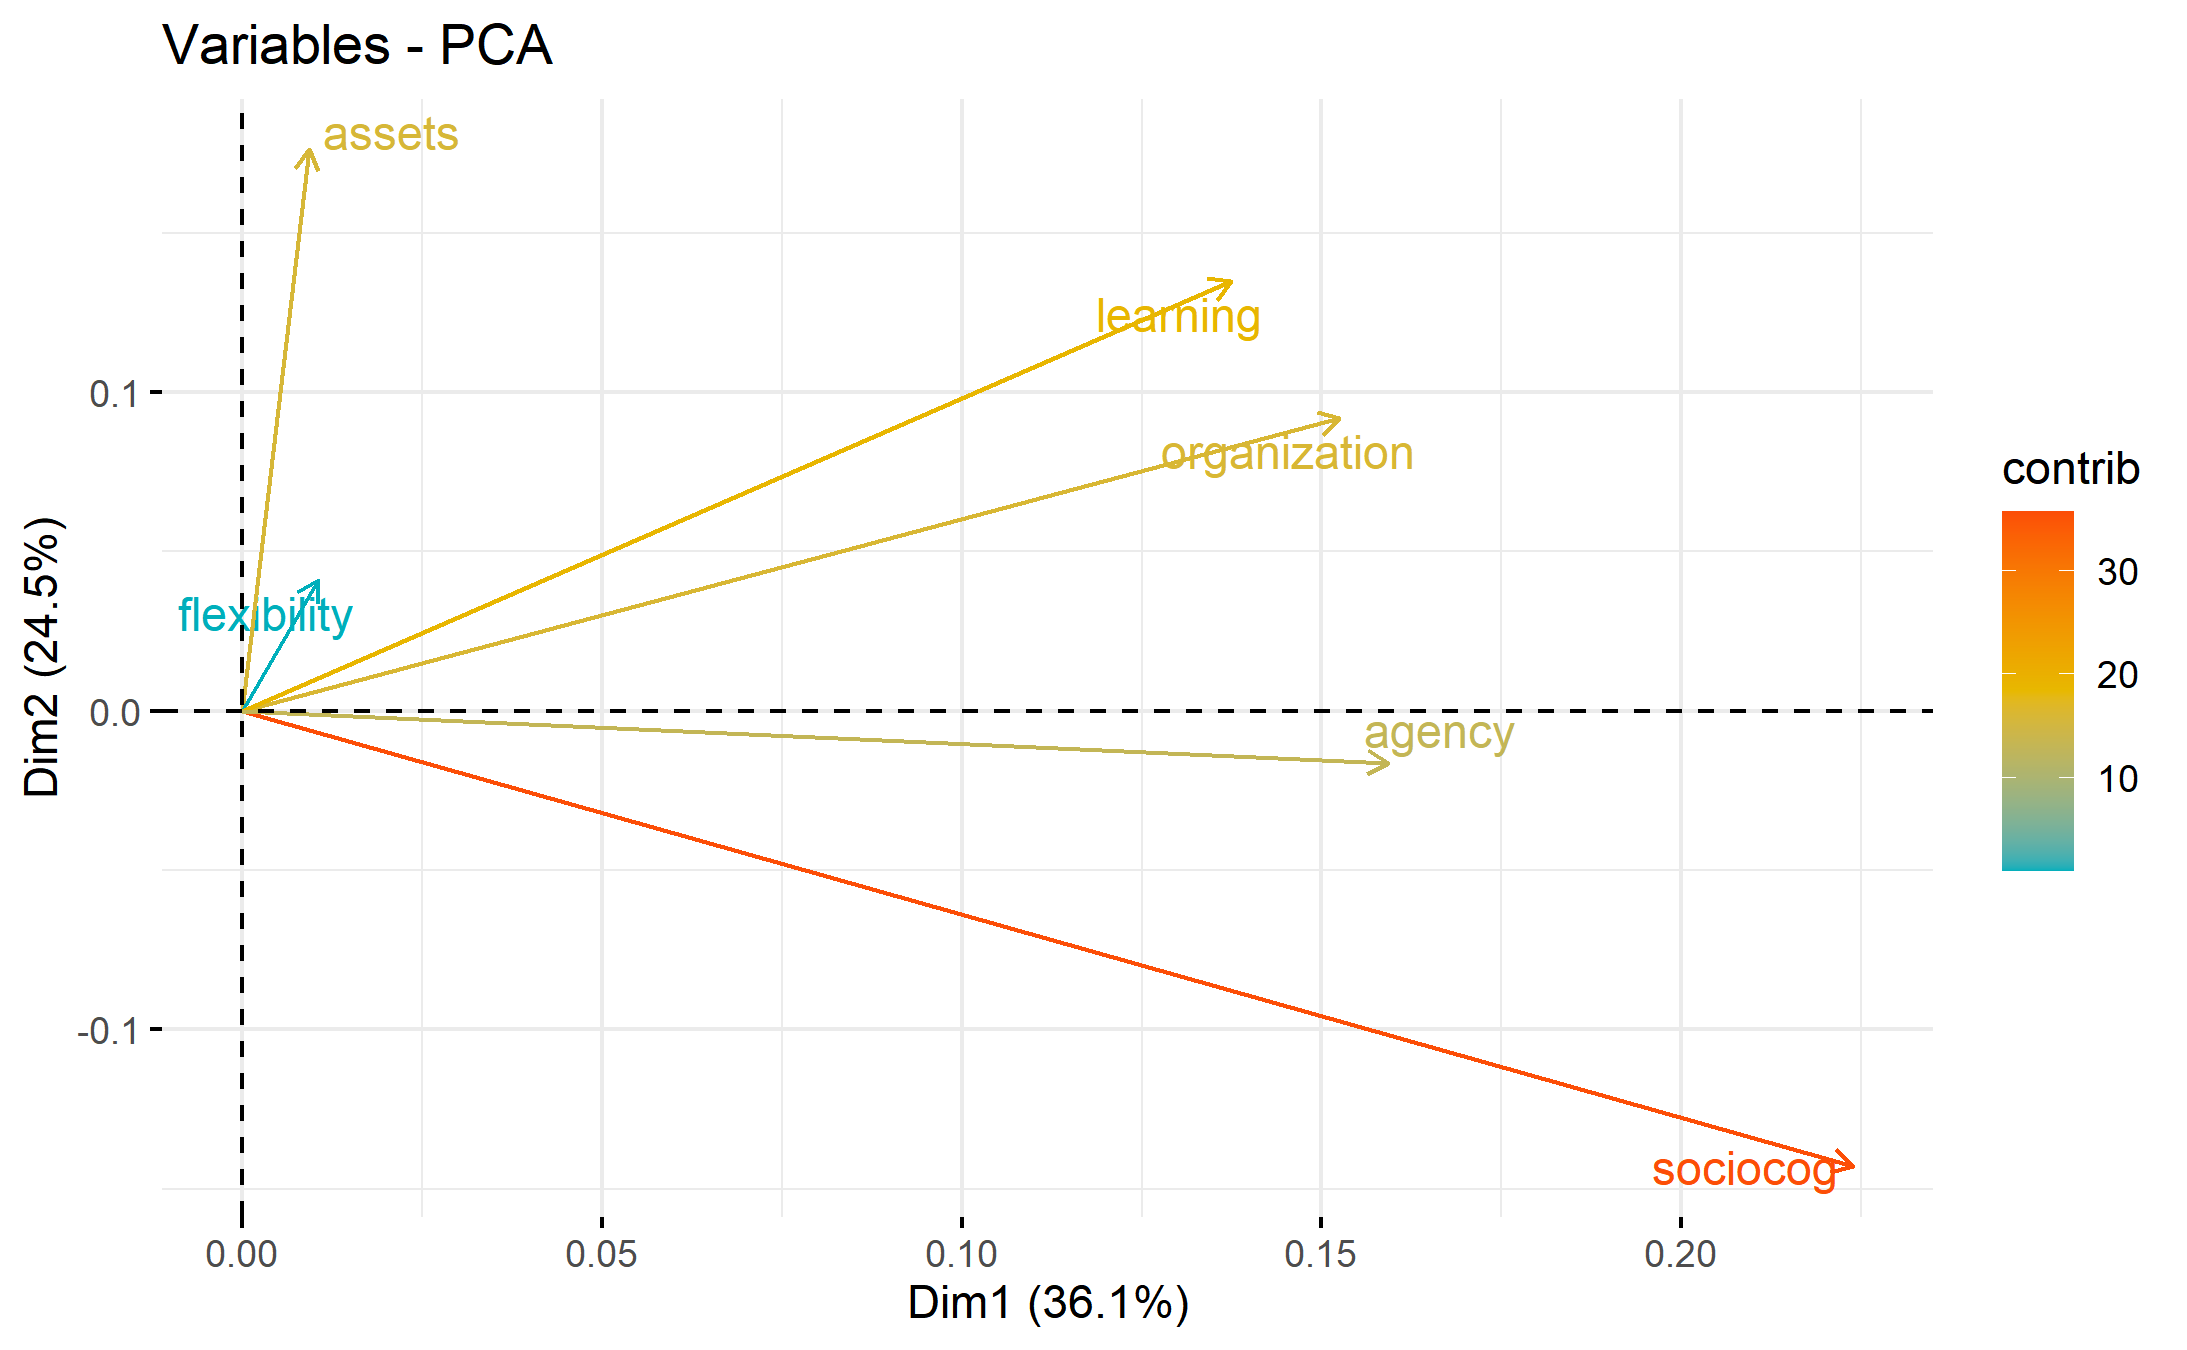 Variables - PCA
assets
learning
organization
flexibility
agency
sociocog
0.1
0.0
-0.1
0.00
0.05
0.10
0.15
0.20
Dim1 (36.1%)
Dim2 (24.5%)
contrib
30
20
10